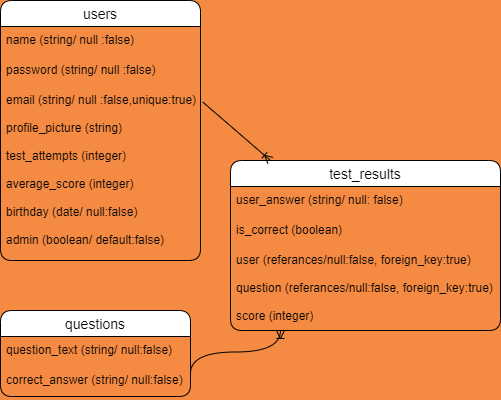 users
name (string/ null :false)
password (string/ null :false)
email (string/ null :false,unique:true)
profile_picture (string)
test_attempts (integer)
average_score (integer)
birthday (date/ null:false)
admin (boolean/ default:false)
test_results
user_answer (string/ null: false)
is_correct (boolean)
user (referances/null:false, foreign_key:true)
question (referances/null:false, foreign_key:true)
score (integer)
questions
question_text (string/ null:false)
correct_answer (string/ null:false)